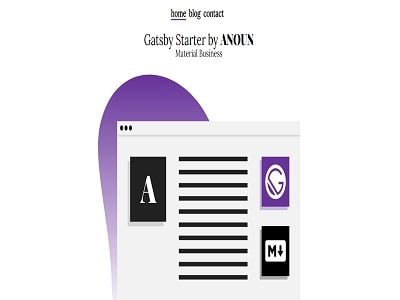 home blog contact
Gatsby Starter by ANOUN
Material Business
A
G
M